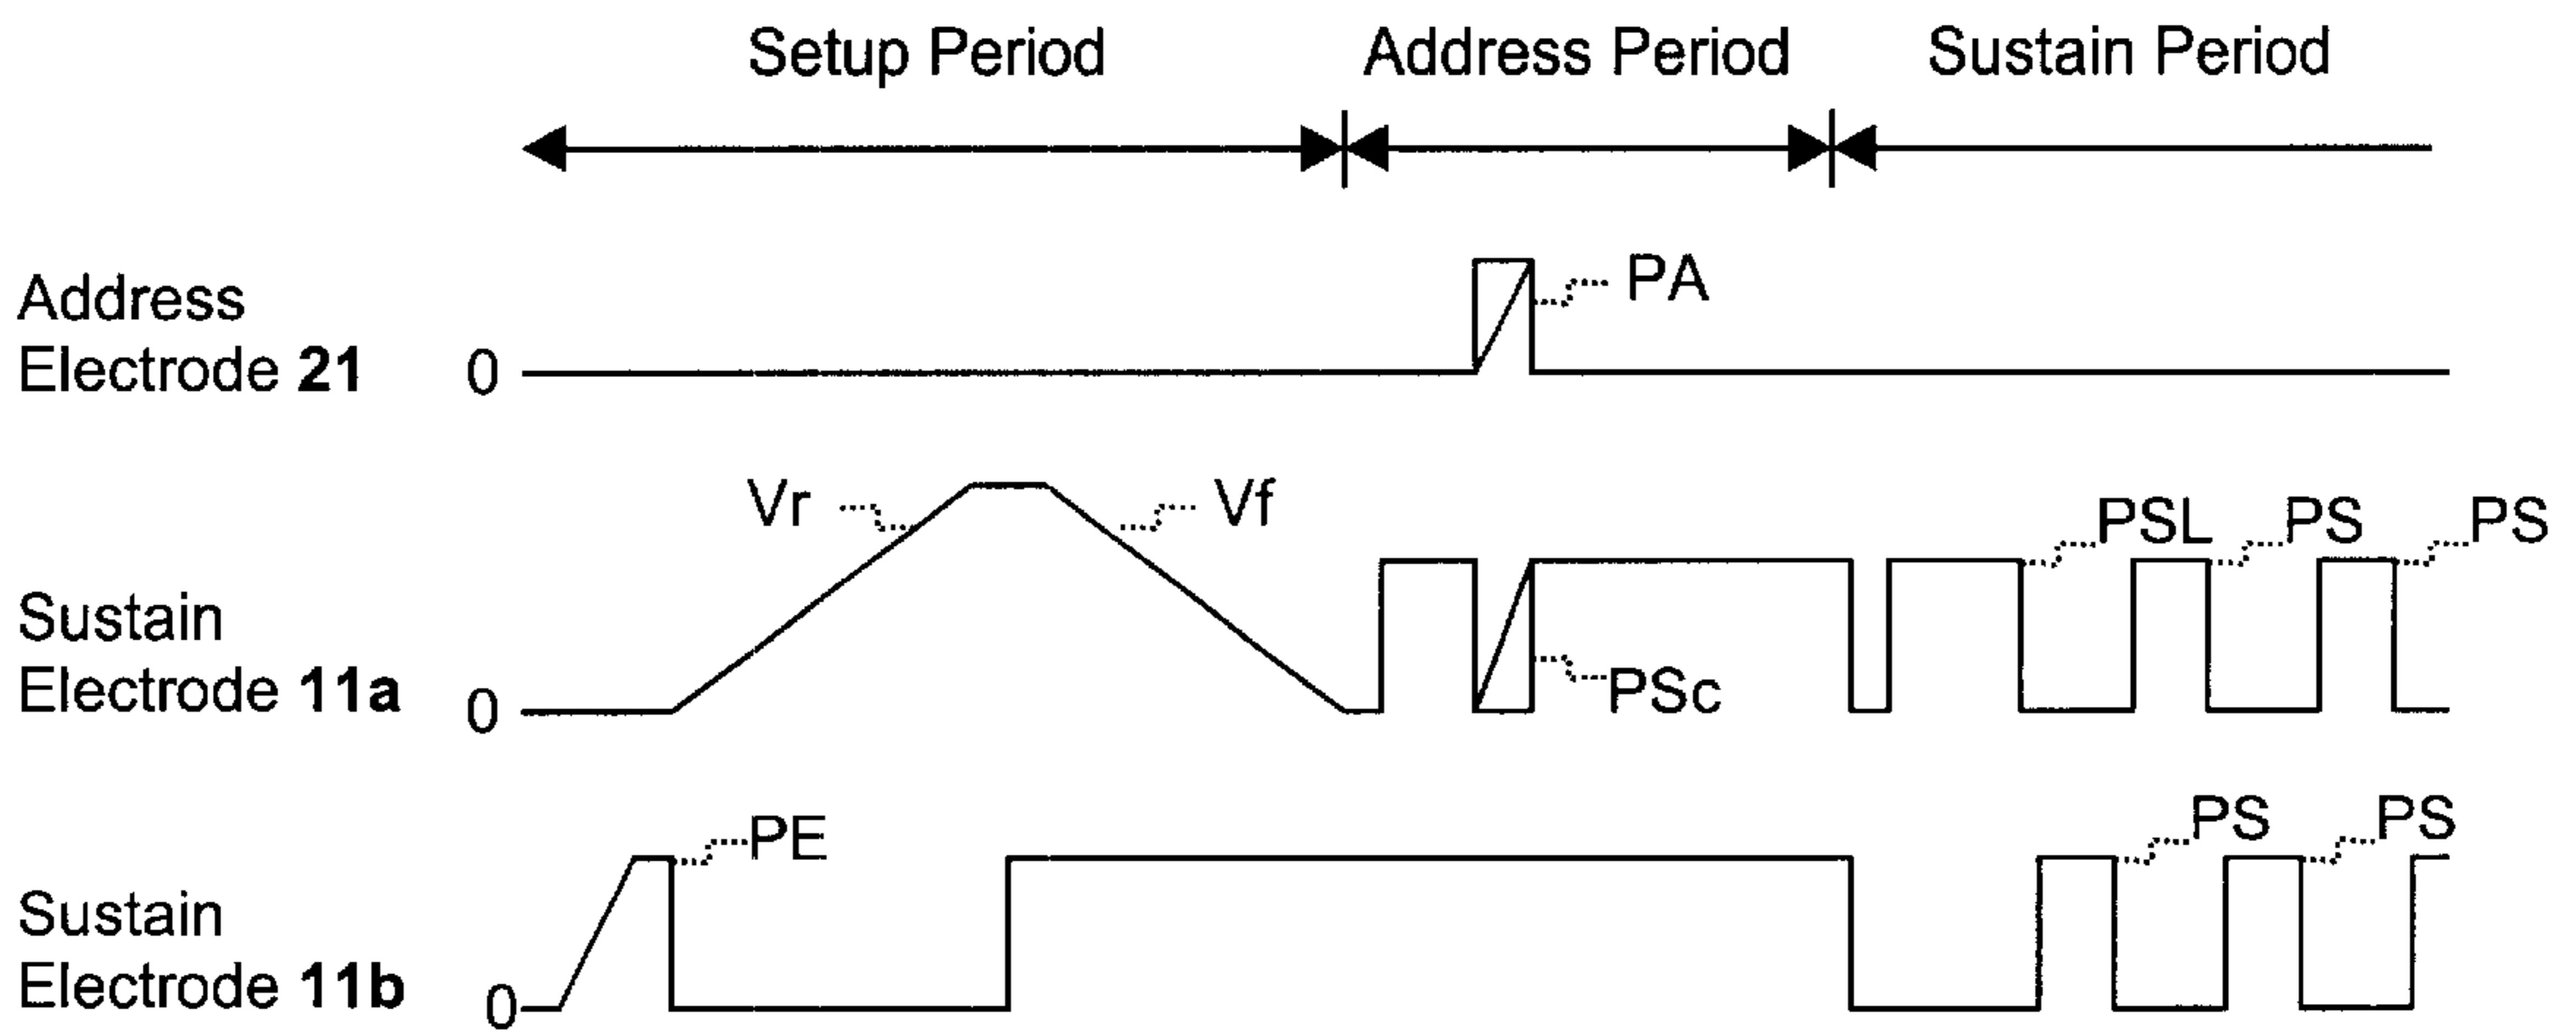 Setup Period Address Period Sustain Period
PA
Address
Electrode 21 0
Vr Vf PSL PS PS
Sustain
Electrode 11a 0 PSc
PE PS PS
Sustain
Electrode 11b 0